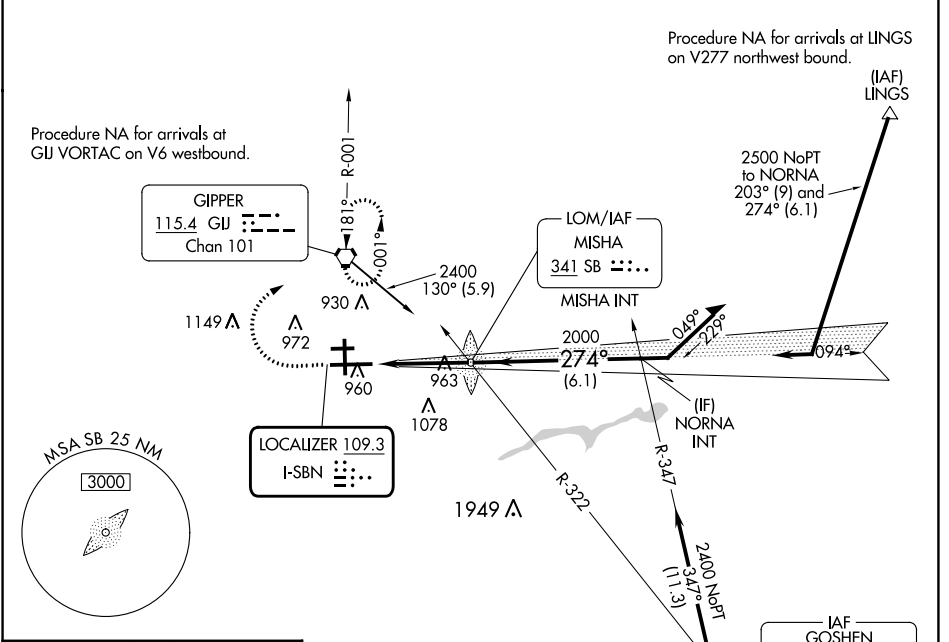 Procedure NA for arrivals at LINGS
on V277 northwest bound.
(IAF)
LINGS
Procedure NA for arrivals at
GIJ VORTAC on V6 westbound.
R-001
181°
001°
2500 NoPT
to NORNA
203° (9) and
274° (6.1)
GIPPER
115.4 GIJ
Chan 101
LOM/IAF
MISHA
341 SB
MISHA INT
2400
130° (5.9)
930
1149
972
960
963
1078
2000
274°
(6.1)
049°
229°
094°
(IF)
NORNA
INT
LOCALIZER 109.3
I-SBN
MSA SB 25 NM
3000
1949
R-322
R-347
2400 NoPT
347°
(11.3)
IAF
GOSHEN